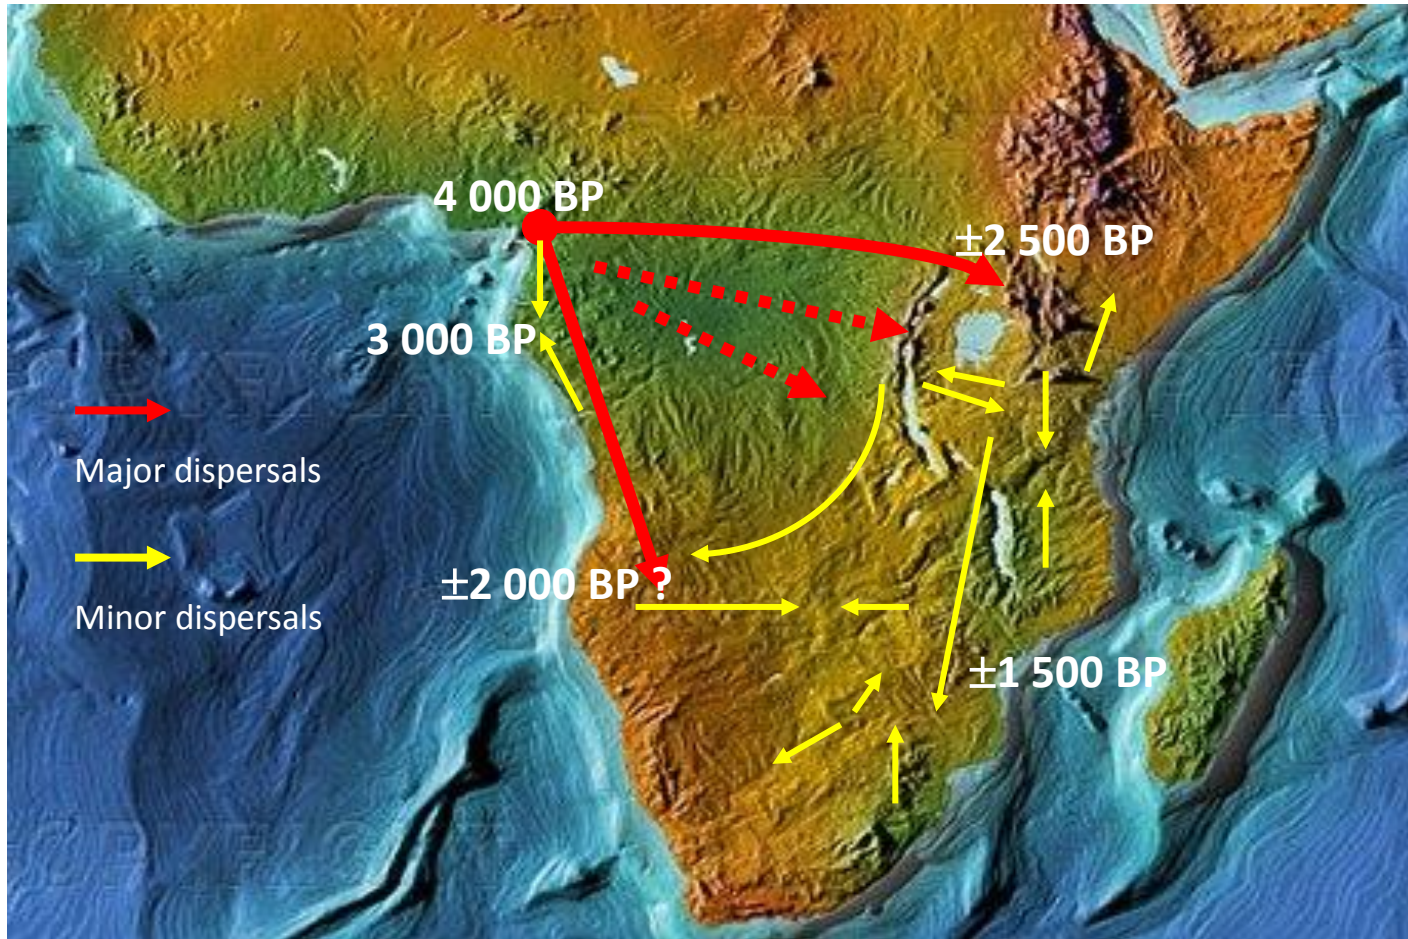 4 000 BP
±2 500 BP
3 000 BP
Major dispersals
Minor dispersals
±2 000 BP ?
±1 500 BP